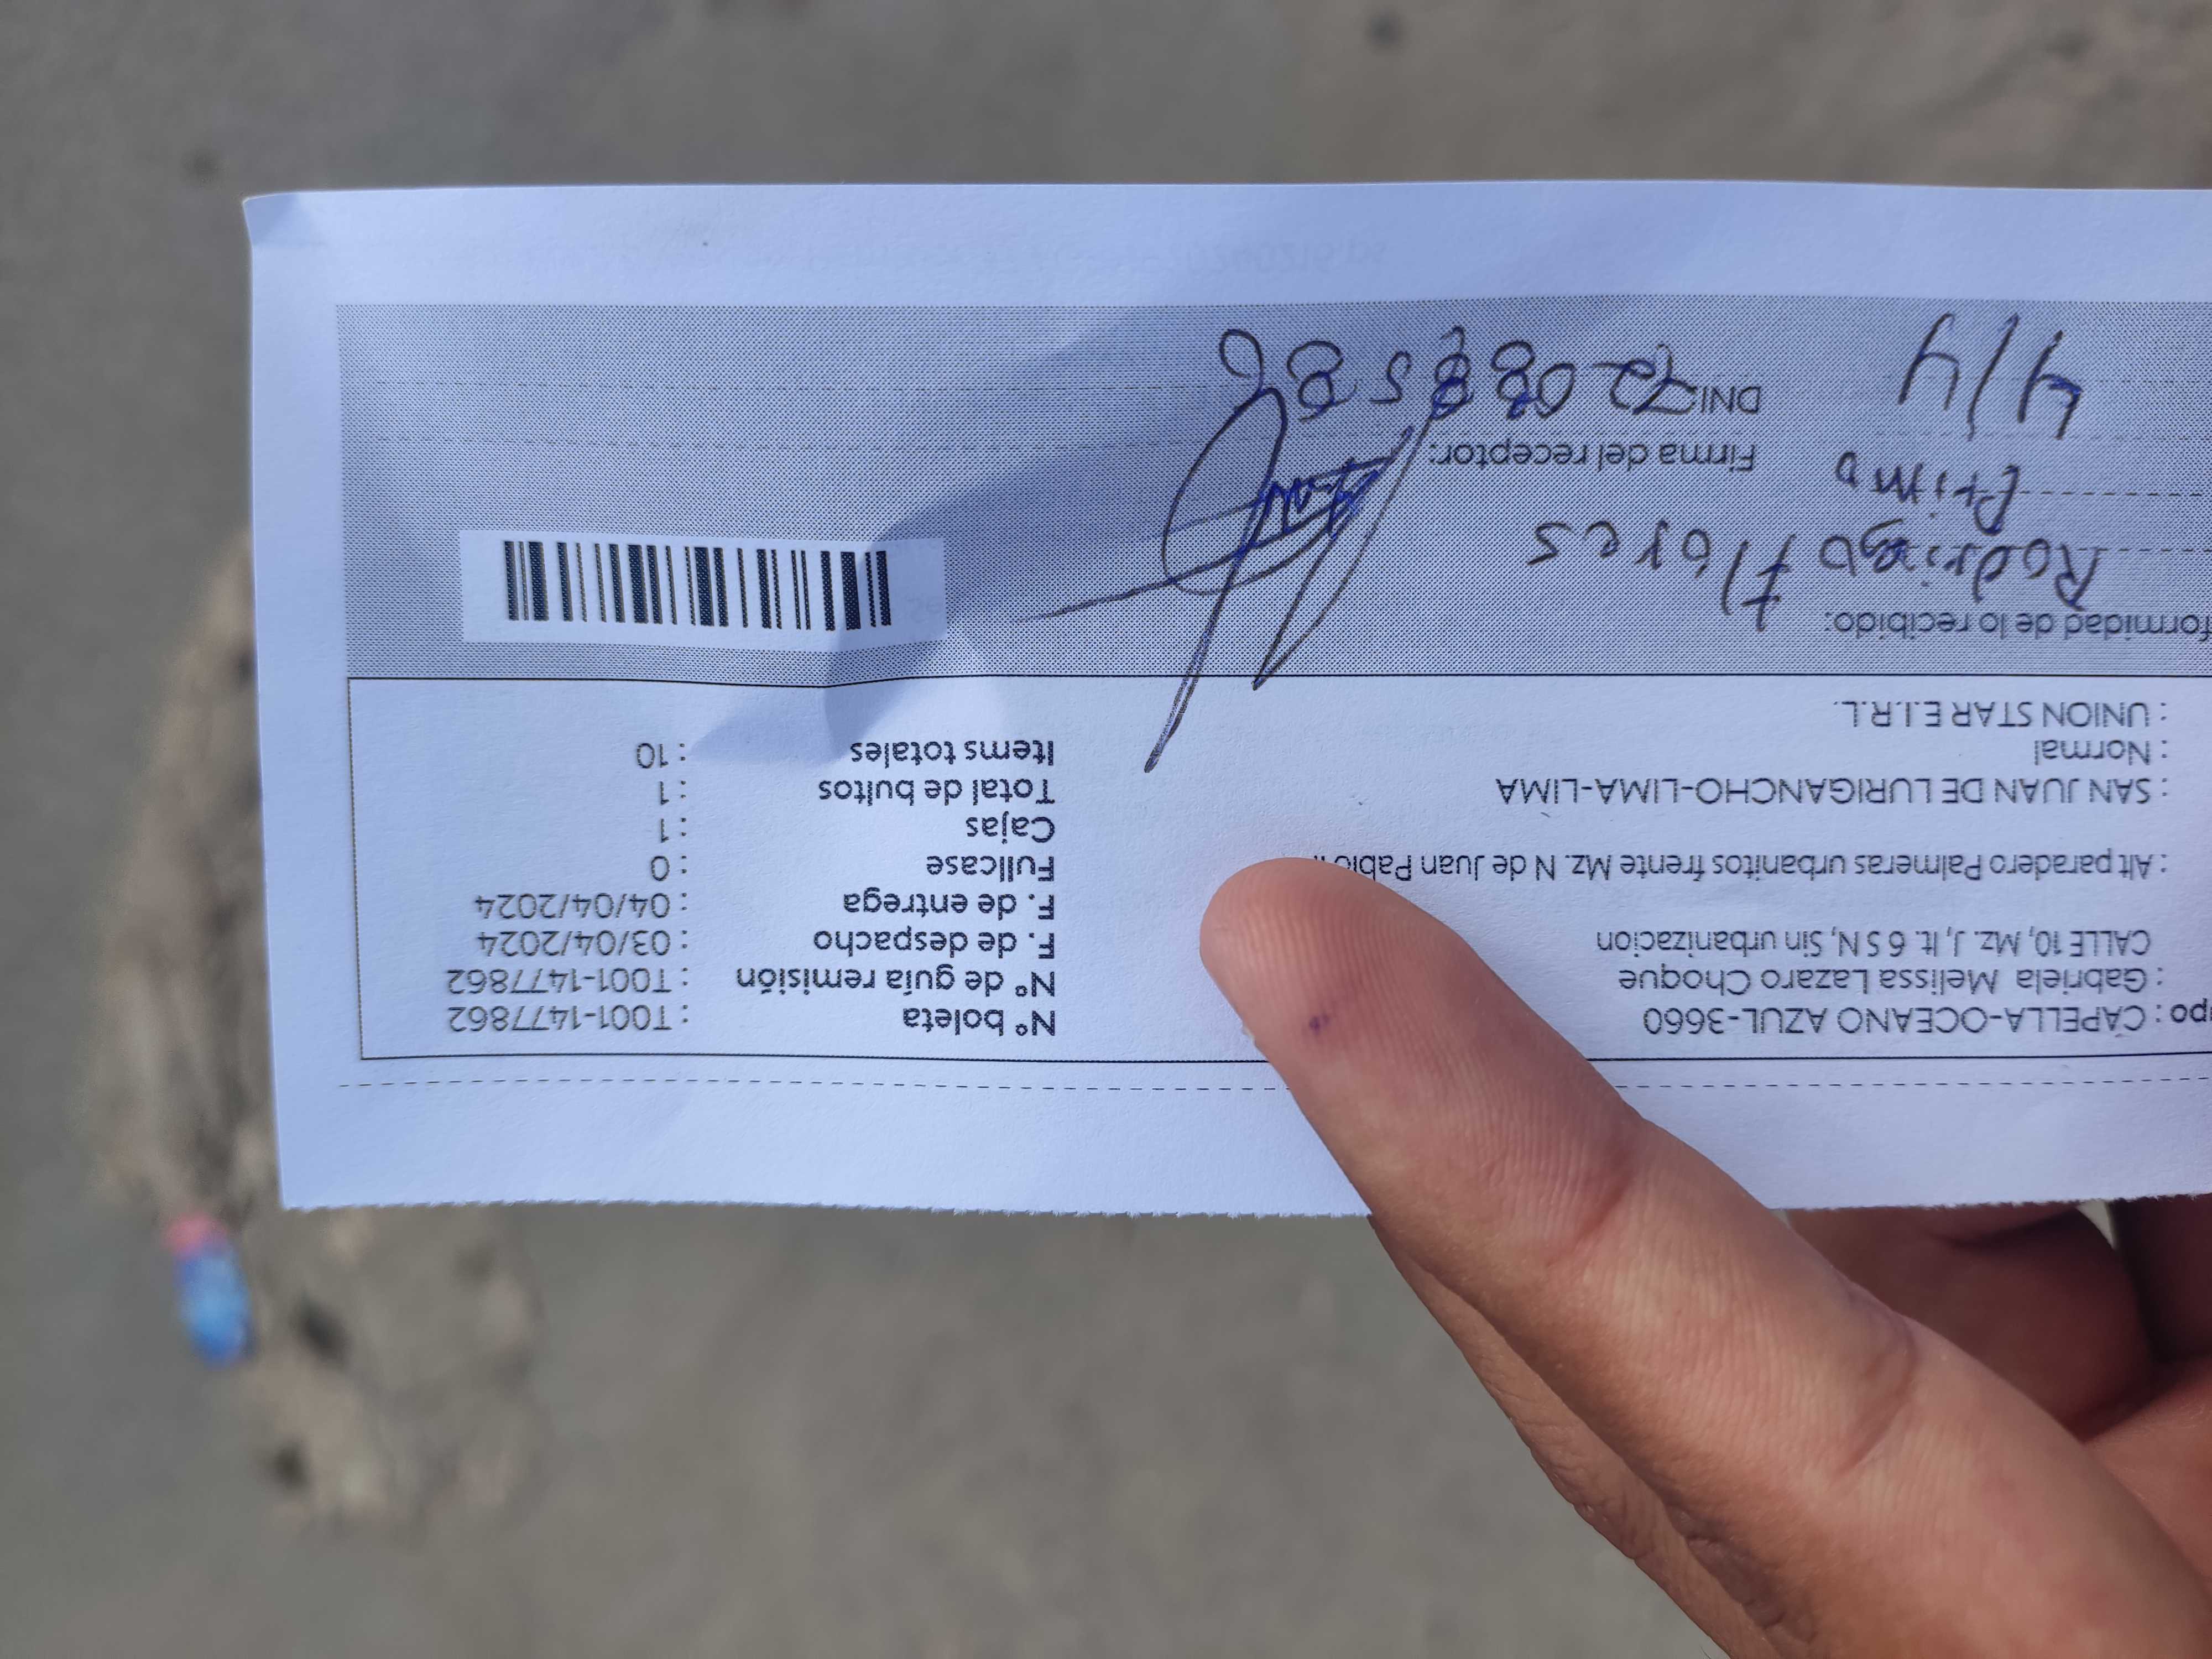 po : CAPELLA-OCEANO AZUL-3660
: Gabriela Melissa Lazaro Choque
CALLE 10, Mz. J, lt. 6 S N, Sin urbanizacion
: Alt paradero Palmeras urbanitos frente Mz. N de Juan Pablo
: SAN JUAN DE LURIGANCHO-LIMA-LIMA
: Normal
: UNION STAR E.I.R.L.
N° boleta : T001-1477862
N° de guía remisión : T001-1477862
F. de despacho : 03/04/2024
F. de entrega : 04/04/2024
Fullcase : 0
Cajas : 1
Total de bultos : 1
Items totales : 10
formidad de lo recibido:
Rodrigo Flores
Primo
4/4
Firma del receptor:
DNI: 72088586